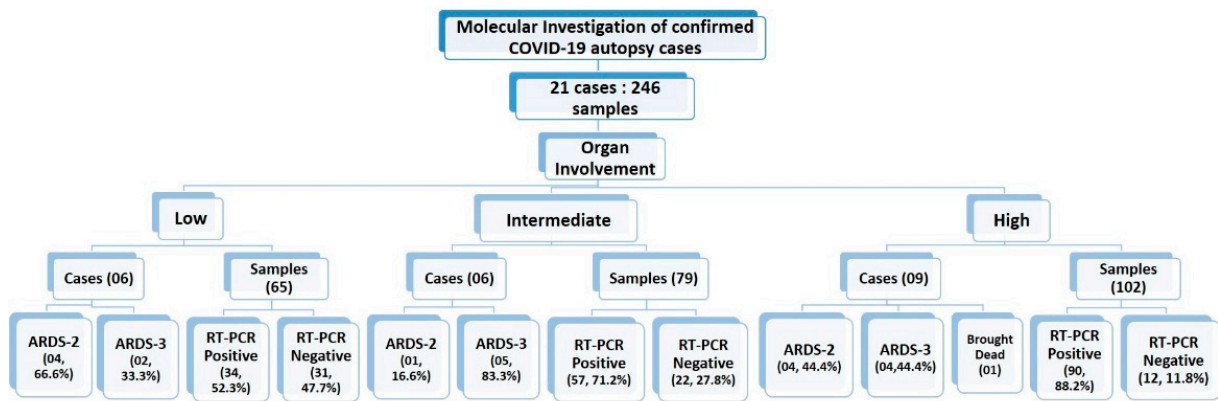 Molecular Investigation of confirmed
COVID-19 autopsy cases
21 cases : 246
samples
Organ
Involvement
Low
Intermediate
High
Cases (06)
Samples
(65)
Cases (06)
Samples (79)
Cases (09)
Samples
(102)
ARDS-2
(04,
66.6%)
ARDS-3
(02,
33.3%)
RT-PCR
Positive
(34,
52.3%)
RT-PCR
Negative
(31,
47.7%)
ARDS-2
(01,
16.6%)
ARDS-3
(05,
83.3%)
RT-PCR
Positive
(57, 71.2%)
RT-PCR
Negative
(22, 27.8%)
ARDS-2
(04, 44.4%)
ARDS-3
(04,44.4%)
Brought
Dead
(01)
RT-PCR
Positive
(90,
88.2%)
RT-PCR
Negative
(12, 11.8%)